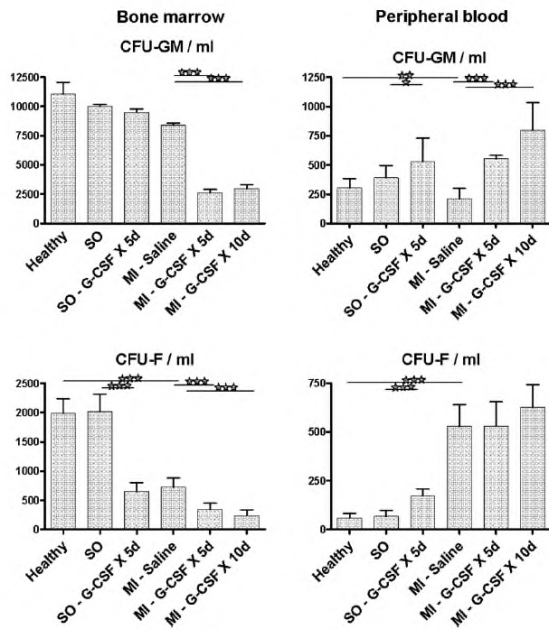 Bone marrow
CFU-GM / ml
12500
10000
7500
5000
2500
0
Healthy
SO
SO - G-CSF X 5d
MI - Saline
MI - G-CSF X 5d
MI - G-CSF X 10d
Peripheral blood
CFU-GM / ml
1250
1000
750
500
250
0
Healthy
SO
SO - G-CSF X 5d
MI - Saline
MI - G-CSF X 5d
MI - G-CSF X 10d
CFU-F / ml
2500
2000
1500
1000
500
0
Healthy
SO
SO - G-CSF X 5d
MI - Saline
MI - G-CSF X 5d
MI - G-CSF X 10d
CFU-F / ml
750
500
250
0
Healthy
SO
SO - G-CSF X 5d
MI - Saline
MI - G-CSF X 5d
MI - G-CSF X 10d